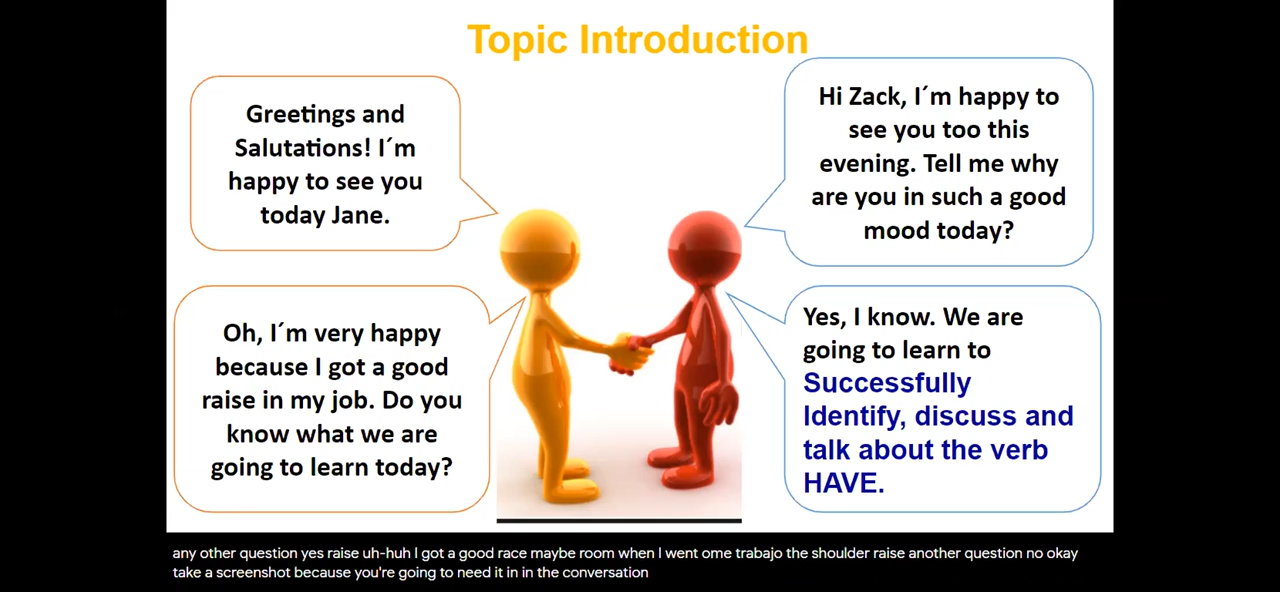 Topic Introduction
Greetings and
Salutations! I´m
happy to see you
today Jane.
Hi Zack, I´m happy to
see you too this
evening. Tell me why
are you in such a good
mood today?
Oh, I´m very happy
because I got a good
raise in my job. Do you
know what we are
going to learn today?
Yes, I know. We are
going to learn to
Successfully
Identify, discuss and
talk about the verb
HAVE.
any other question yes raise uh-huh I got a good race maybe room when I went ome trabajo the shoulder raise another question no okay
take a screenshot because you're going to need it in in the conversation